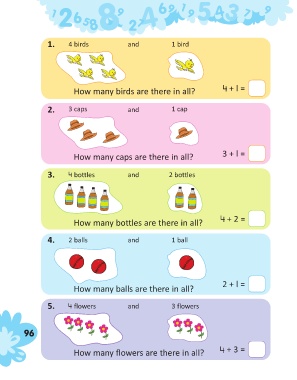 1. 4 birds and 1 bird
How many birds are there in all? 4 + 1 =
2. 3 caps and 1 cap
How many caps are there in all? 3 + 1 =
3. 4 bottles and 2 bottles
How many bottles are there in all? 4 + 2 =
4. 2 balls and 1 ball
How many balls are there in all? 2 + 1 =
5. 4 flowers and 3 flowers
How many flowers are there in all? 4 + 3 =
96